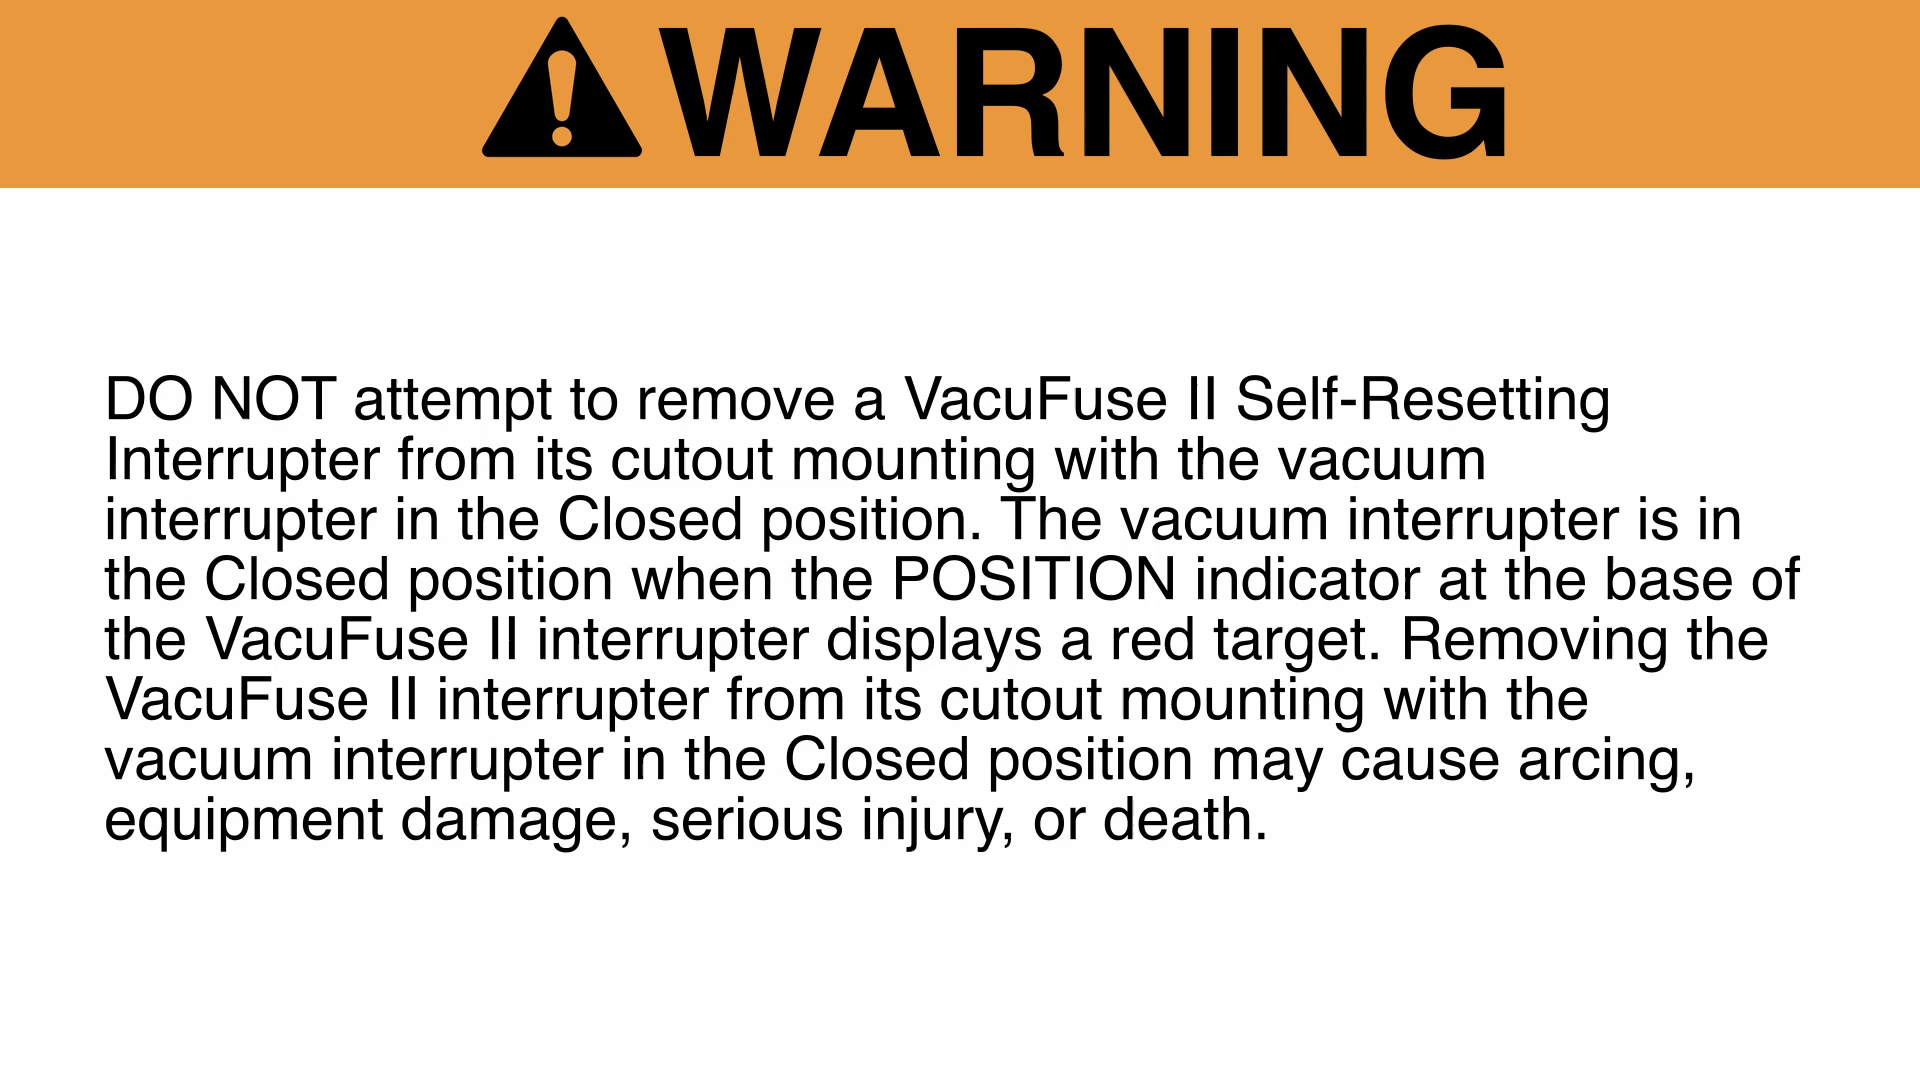 WARNING
DO NOT attempt to remove a VacuFuse II Self-Resetting
Interrupter from its cutout mounting with the vacuum
interrupter in the Closed position. The vacuum interrupter is in
the Closed position when the POSITION indicator at the base of
the VacuFuse II interrupter displays a red target. Removing the
VacuFuse II interrupter from its cutout mounting with the
vacuum interrupter in the Closed position may cause arcing,
equipment damage, serious injury, or death.